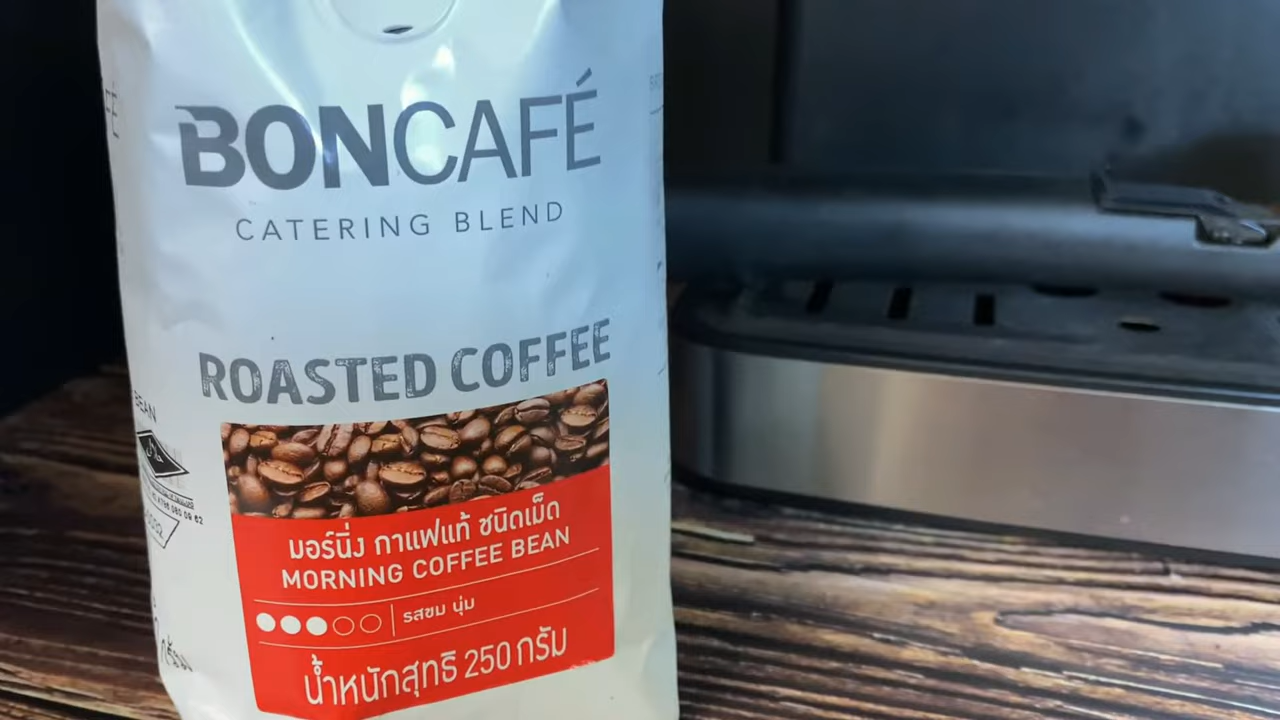 BONCAFÉ
CATERING BLEND
ROASTED COFFEE
มอร์นิ่ง กาแฟแท้ ชนิดเม็ด
MORNING COFFEE BEAN
รสขม นุ่ม
น้ำหนักสุทธิ 250 กรัม
BEAN